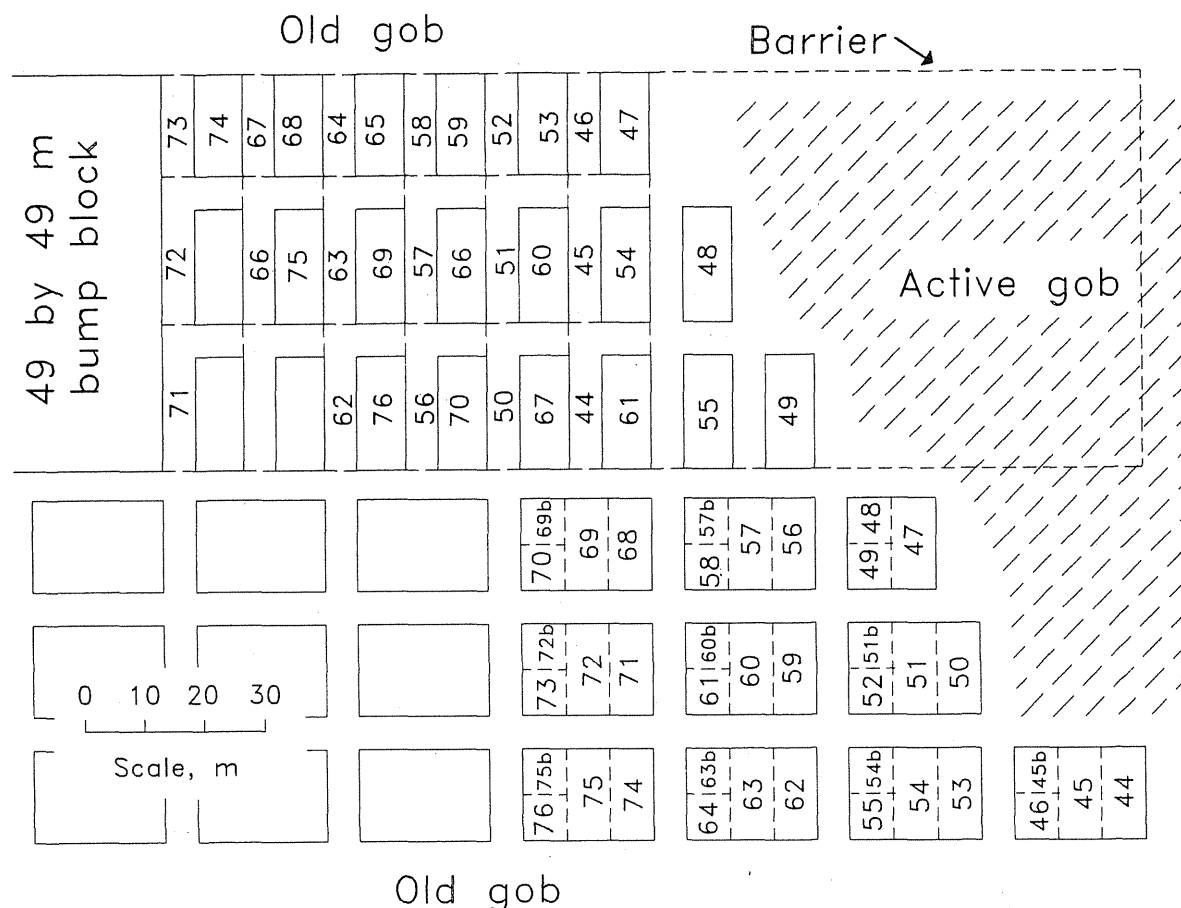 Old gob
Barrier
49 by 49 m
bump block
73 74 67 68 64 65 58 59 52 53 46 47
72 66 75 63 69 57 66 51 60 45 54 48
Active gob
71 62 76 56 70 50 67 44 61 55 49
70 69b 69 68 58 57b 57 56 49 48 47
73 72b 72 71 61 60b 60 59 52 51b 51 50
0 10 20 30
Scale, m
76 75b 75 74 64 63b 63 62 55 54b 54 53 46 45b 45 44
Old gob